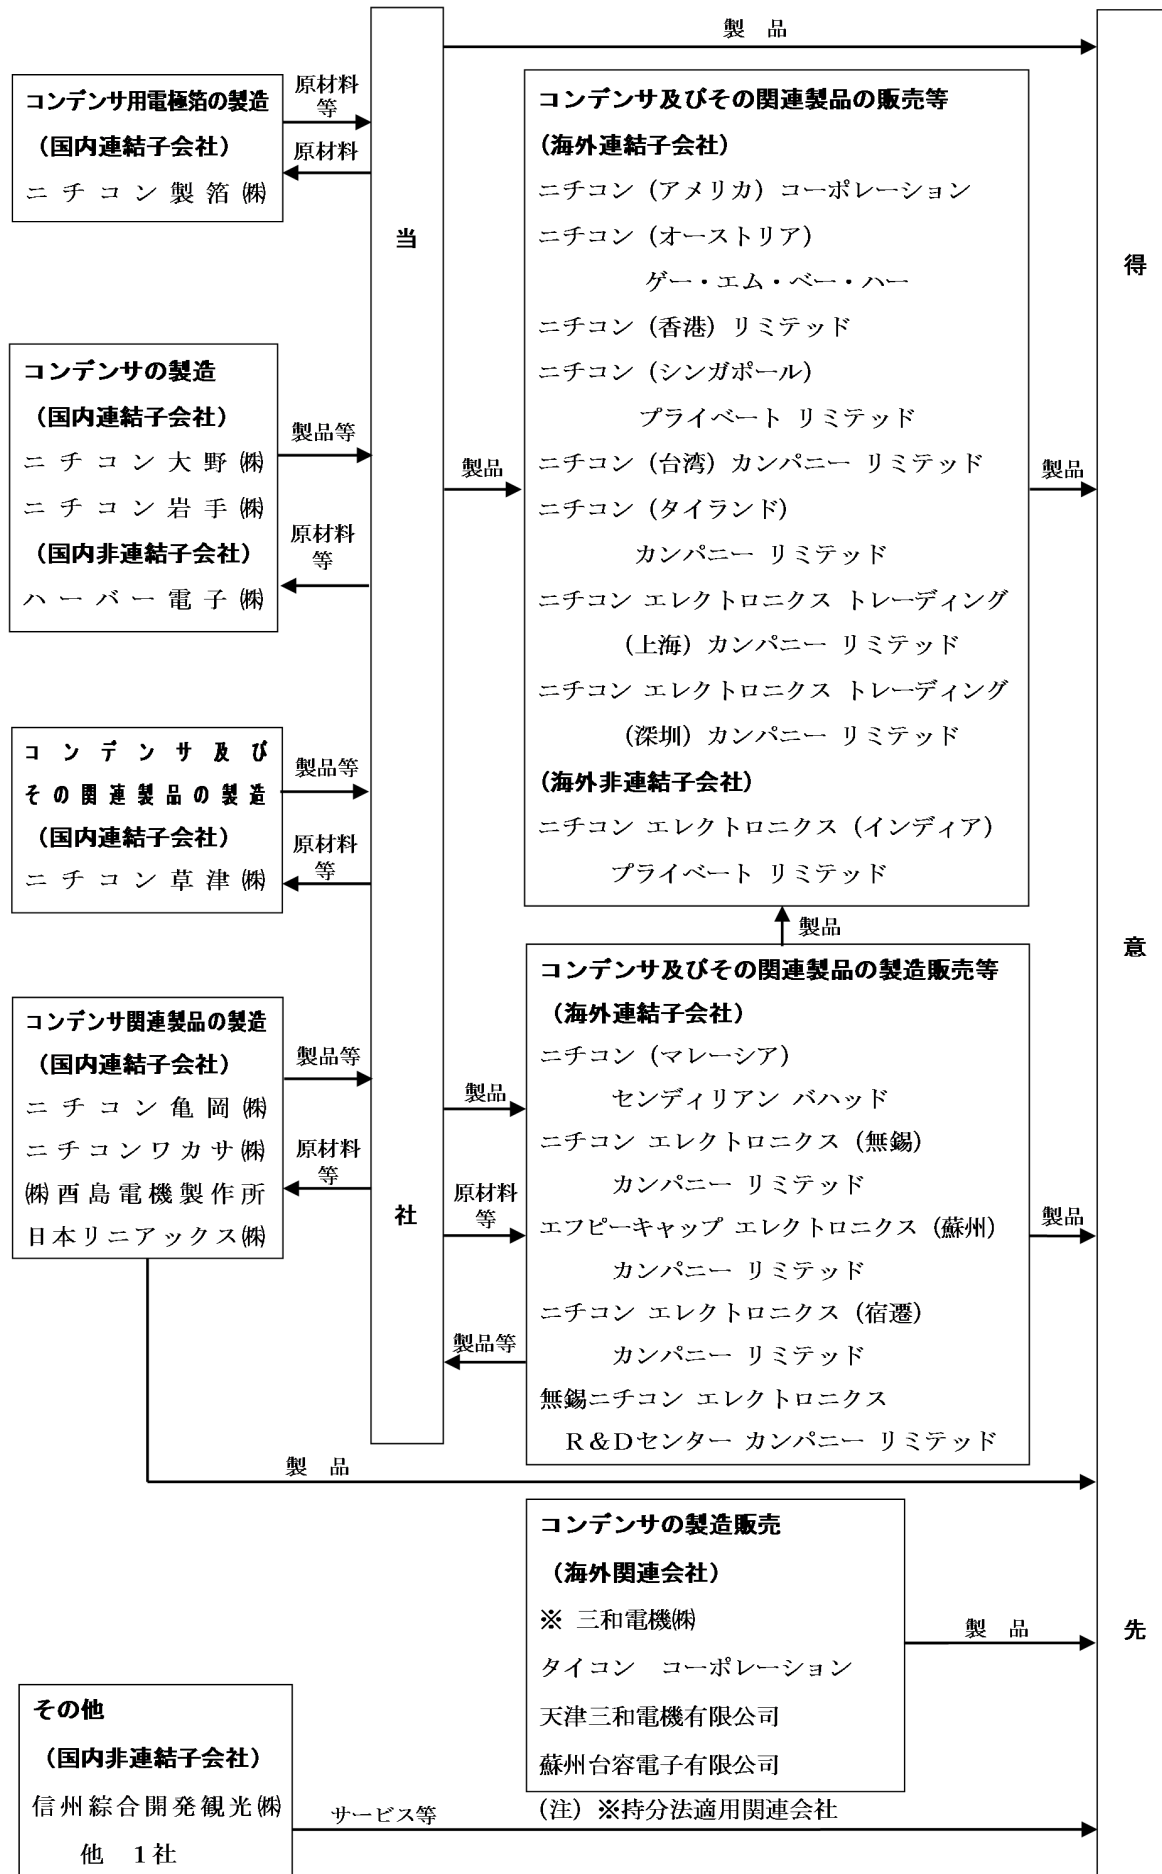 製　品
コンデンサ用電極箔の製造
（国内連結子会社）
ニチコン製箔㈱
原材料
等
原材料
当
社
コンデンサの製造
（国内連結子会社）
ニチコン大野㈱
ニチコン岩手㈱
（国内非連結子会社）
ハーバー電子㈱
製品等
原材料
等
コンデンサ及び
その関連製品の製造
（国内連結子会社）
ニチコン草津㈱
製品等
原材料
等
コンデンサ関連製品の製造
（国内連結子会社）
ニチコン亀岡㈱
ニチコンワカサ㈱
㈱酉島電機製作所
日本リニアックス㈱
製品等
原材料
等
製　品
コンデンサ及びその関連製品の販売等
（海外連結子会社）
ニチコン（アメリカ）コーポレーション
ニチコン（オーストリア）
ゲー・エム・ベー・ハー
ニチコン（香港）リミテッド
ニチコン（シンガポール）
プライベート リミテッド
ニチコン（台湾）カンパニー リミテッド
ニチコン（タイランド）
カンパニー リミテッド
ニチコン エレクトロニクス トレーディング
（上海）カンパニー リミテッド
ニチコン エレクトロニクス トレーディング
（深圳）カンパニー リミテッド
（海外非連結子会社）
ニチコン エレクトロニクス（インディア）
プライベート リミテッド
製品
製品
製品
コンデンサ及びその関連製品の製造販売等
（海外連結子会社）
ニチコン（マレーシア）
センディリアン バハッド
ニチコン エレクトロニクス（無錫）
カンパニー リミテッド
エフピーキャップ エレクトロニクス（蘇州）
カンパニー リミテッド
ニチコン エレクトロニクス（宿遷）
カンパニー リミテッド
無錫ニチコン エレクトロニクス
Ｒ＆Ｄセンター カンパニー リミテッド
製品
原材料
等
製品等
製品
コンデンサの製造販売
（海外関連会社）
※ 三和電機㈱
タイコン　コーポレーション
天津三和電機有限公司
蘇州台容電子有限公司
（注）※持分法適用関連会社
製　品
その他
（国内非連結子会社）
信州綜合開発観光㈱
他　１社
サービス等
得
意
先